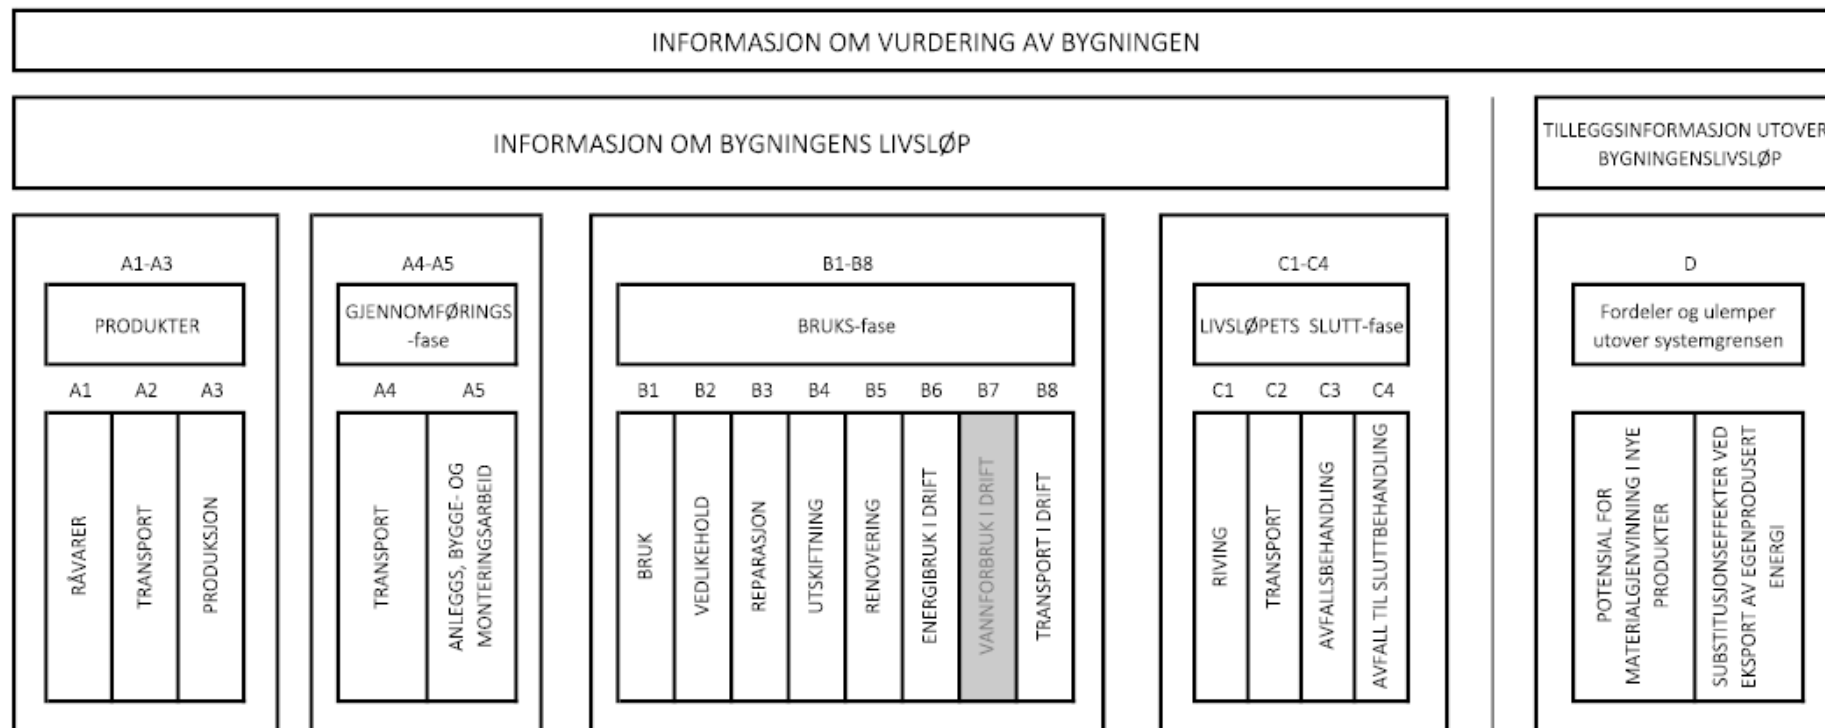 INFORMASJON OM VURDERING AV BYGNINGEN
INFORMASJON OM BYGNINGENS LIVSLØP
TILLEGGSINFORMASJON UTOVER
BYGNINGENSLIVSLØP
A1-A3
PRODUKTER
A1 A2 A3
RÅVARER
TRANSPORT
PRODUKSJON
A4-A5
GJENNOMFØRINGS
-fase
A4 A5
TRANSPORT
ANLEGGS, BYGGE- OG
MONTERINGSARBEID
B1-B8
BRUKS-fase
B1 B2 B3 B4 B5 B6 B7 B8
BRUK
VEDLIKEHOLD
REPARASJON
UTSKIFTNING
RENOVERING
ENERGIBRUK I DRIFT
VANNFORBRUK I DRIFT
TRANSPORT I DRIFT
C1-C4
LIVSLØPETS SLUTT-fase
C1 C2 C3 C4
RIVING
TRANSPORT
AVFALLSBEHANDLING
AVFALL TIL SLUTTBEHANDLING
D
Fordeler og ulemper
utover systemgrensen
POTENSIAL FOR
MATERIALGJENVINNING I NYE
PRODUKTER
SUBSTITUSJONSEFFEKTER VED
EKSPORT AV EGENPRODUSERT
ENERGI